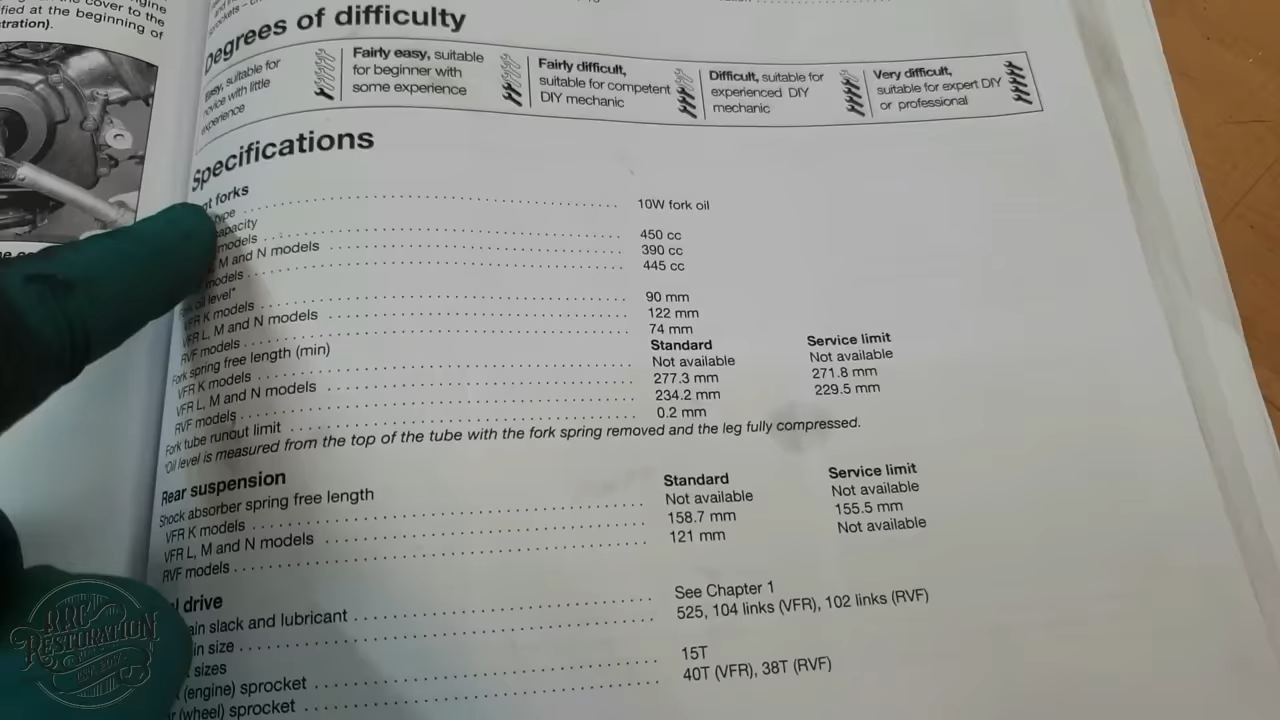 ngine
cover to the
fied at the beginning of
tration).
Degrees of difficulty
Easy, suitable for
novice with little
experience
Fairly easy, suitable
for beginner with
some experience
Fairly difficult,
suitable for competent
DIY mechanic
Difficult, suitable for
experienced DIY
mechanic
Very difficult,
suitable for expert DIY
or professional
Specifications
nt forks
type 10W fork oil
apacity
models 450 cc
M and N models 390 cc
models 445 cc
oil level*
VFR K models 90 mm
VFR L, M and N models 122 mm
RVF models 74 mm
Fork spring free length (min) Standard Service limit
VFR K models Not available Not available
VFR L, M and N models 277.3 mm 271.8 mm
RVF models 234.2 mm 229.5 mm
Fork tube runout limit 0.2 mm
*Oil level is measured from the top of the tube with the fork spring removed and the leg fully compressed.
Rear suspension
Shock absorber spring free length Standard Service limit
VFR K models Not available Not available
VFR L, M and N models 158.7 mm 155.5 mm
RVF models 121 mm Not available
l drive
ain slack and lubricant See Chapter 1
in size 525, 104 links (VFR), 102 links (RVF)
sizes
(engine) sprocket 15T
r (wheel) sprocket 40T (VFR), 38T (RVF)
RESTORATION